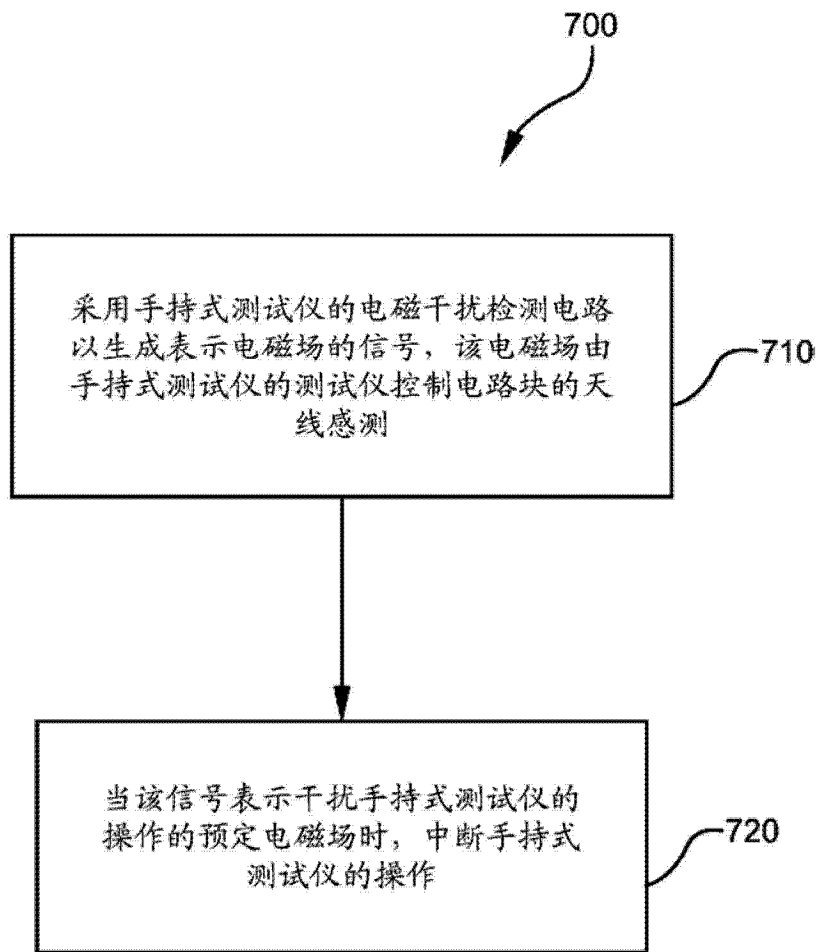 700
采用手持式测试仪的电磁干扰检测电路
以生成表示电磁场的信号，该电磁场由
手持式测试仪的测试仪控制电路块的天
线感测
710
当该信号表示干扰手持式测试仪的
操作的预定电磁场时，中断手持式
测试仪的操作
720